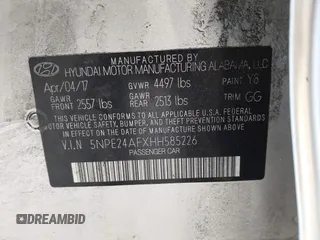 MANUFACTURED BY
HYUNDAI MOTOR MANUFACTURING ALABAMA, LLC
Apr/04/17 GVWR 4497 lbs PAINT Y8
GAWR FRONT 2557 lbs GAWR REAR 2513 lbs TRIM GG
THIS VEHICLE CONFORMS TO ALL APPLICABLE
U.S.A. FEDERAL MOTOR VEHICLE SAFETY,
BUMPER, AND THEFT PREVENTION STANDARDS
IN EFFECT ON THE DATE OF MANUFACTURE
SHOWN ABOVE.
V.I.N 5NPE24AFXHH585226
PASSENGER CAR
DREAMBID